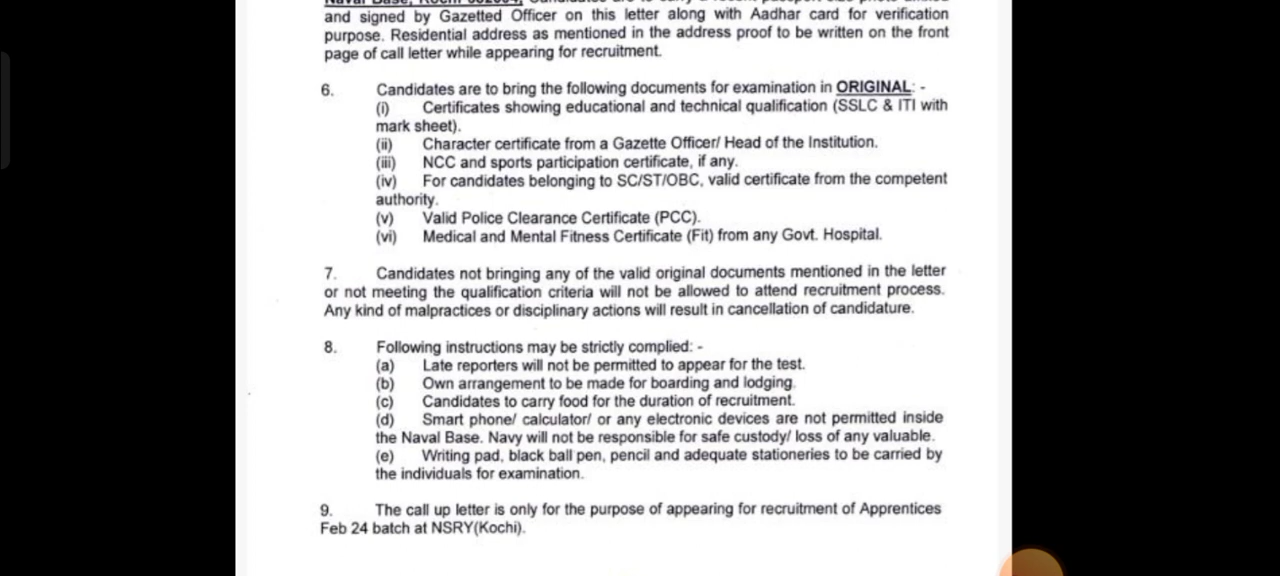 and signed by Gazetted Officer on this letter along with Aadhar card for verification
purpose. Residential address as mentioned in the address proof to be written on the front
page of call letter while appearing for recruitment.
6. Candidates are to bring the following documents for examination in ORIGINAL: -
(i) Certificates showing educational and technical qualification (SSLC & ITI with
mark sheet).
(ii) Character certificate from a Gazette Officer/ Head of the Institution.
(iii) NCC and sports participation certificate, if any.
(iv) For candidates belonging to SC/ST/OBC, valid certificate from the competent
authority.
(v) Valid Police Clearance Certificate (PCC).
(vi) Medical and Mental Fitness Certificate (Fit) from any Govt. Hospital.
7. Candidates not bringing any of the valid original documents mentioned in the letter
or not meeting the qualification criteria will not be allowed to attend recruitment process.
Any kind of malpractices or disciplinary actions will result in cancellation of candidature.
8. Following instructions may be strictly complied: -
(a) Late reporters will not be permitted to appear for the test.
(b) Own arrangement to be made for boarding and lodging.
(c) Candidates to carry food for the duration of recruitment.
(d) Smart phone/ calculator/ or any electronic devices are not permitted inside
the Naval Base. Navy will not be responsible for safe custody/ loss of any valuable.
(e) Writing pad, black ball pen, pencil and adequate stationeries to be carried by
the individuals for examination.
9. The call up letter is only for the purpose of appearing for recruitment of Apprentices
Feb 24 batch at NSRY(Kochi).